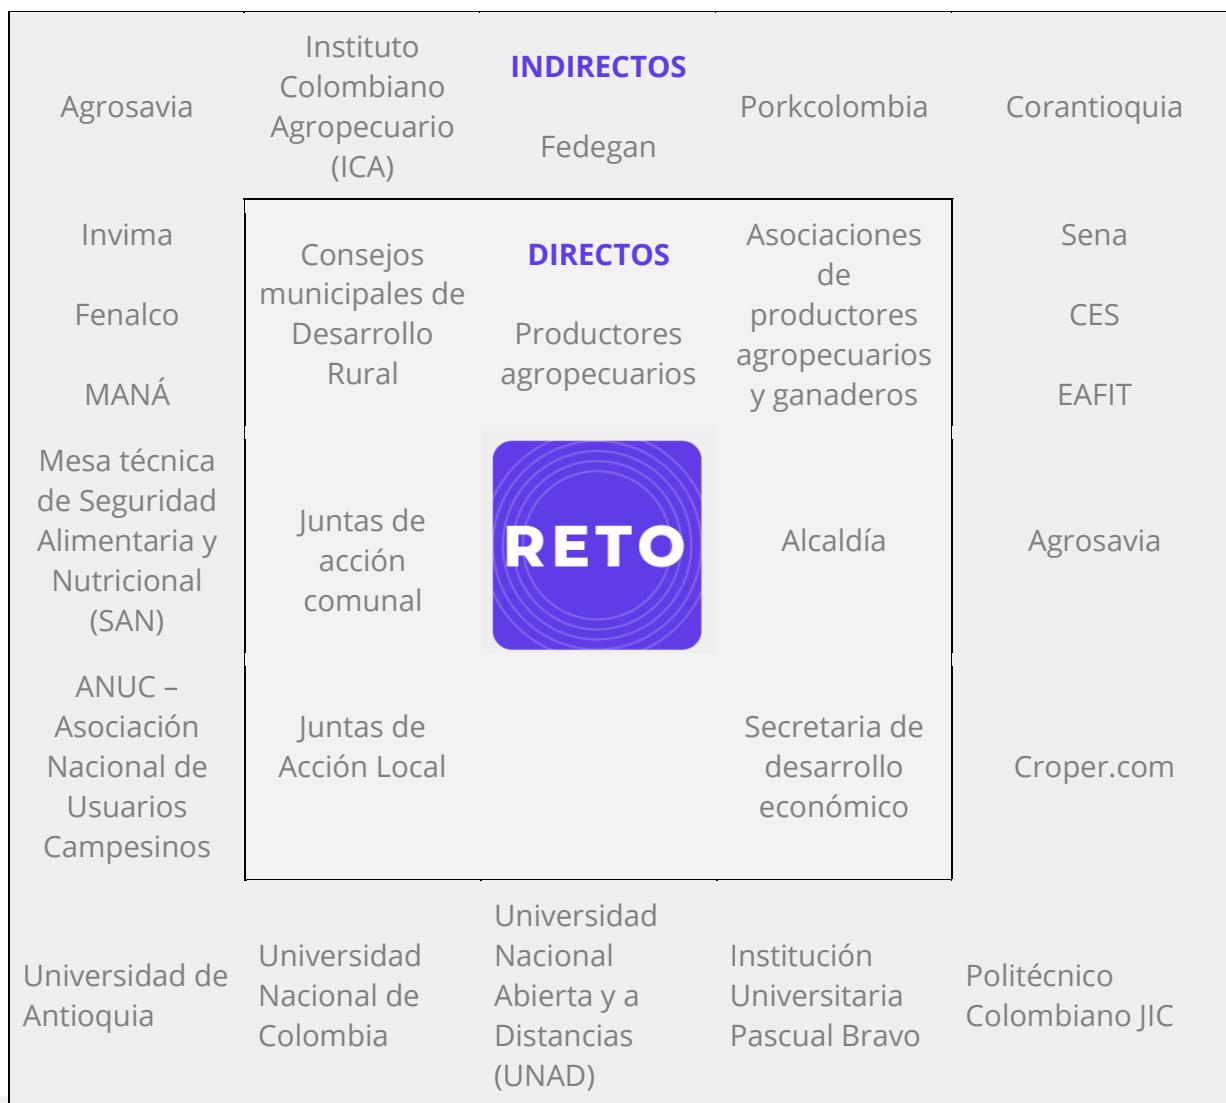 Agrosavia
Instituto
Colombiano
Agropecuario
(ICA)
INDIRECTOS
Fedegan
Porkcolombia
Corantioquia
Invima
Fenalco
MANÁ
Consejos
municipales de
Desarrollo
Rural
DIRECTOS
Productores
agropecuarios
Asociaciones
de
productores
agropecuarios
y ganaderos
Sena
CES
EAFIT
Mesa técnica
de Seguridad
Alimentaria y
Nutricional
(SAN)
Juntas de
acción
comunal
RETO
Alcaldía
Agrosavia
ANUC –
Asociación
Nacional de
Usuarios
Campesinos
Juntas de
Acción Local
Secretaria de
desarrollo
económico
Croper.com
Universidad de
Antioquia
Universidad
Nacional de
Colombia
Universidad
Nacional
Abierta y a
Distancias
(UNAD)
Institución
Universitaria
Pascual Bravo
Politécnico
Colombiano JIC